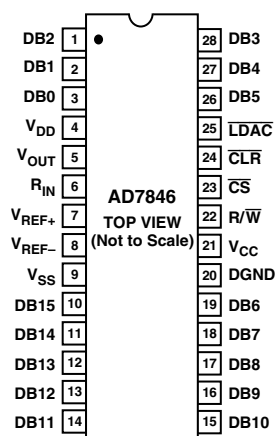 DB2 1
DB1 2
DB0 3
VDD 4
VOUT 5
RIN 6
VREF+ 7
VREF– 8
VSS 9
DB15 10
DB14 11
DB13 12
DB12 13
DB11 14
AD7846
TOP VIEW
(Not to Scale)
28 DB3
27 DB4
26 DB5
25 L̅D̅A̅C̅
24 C̅L̅R̅
23 C̅S̅
22 R/W̅
21 VCC
20 DGND
19 DB6
18 DB7
17 DB8
16 DB9
15 DB10